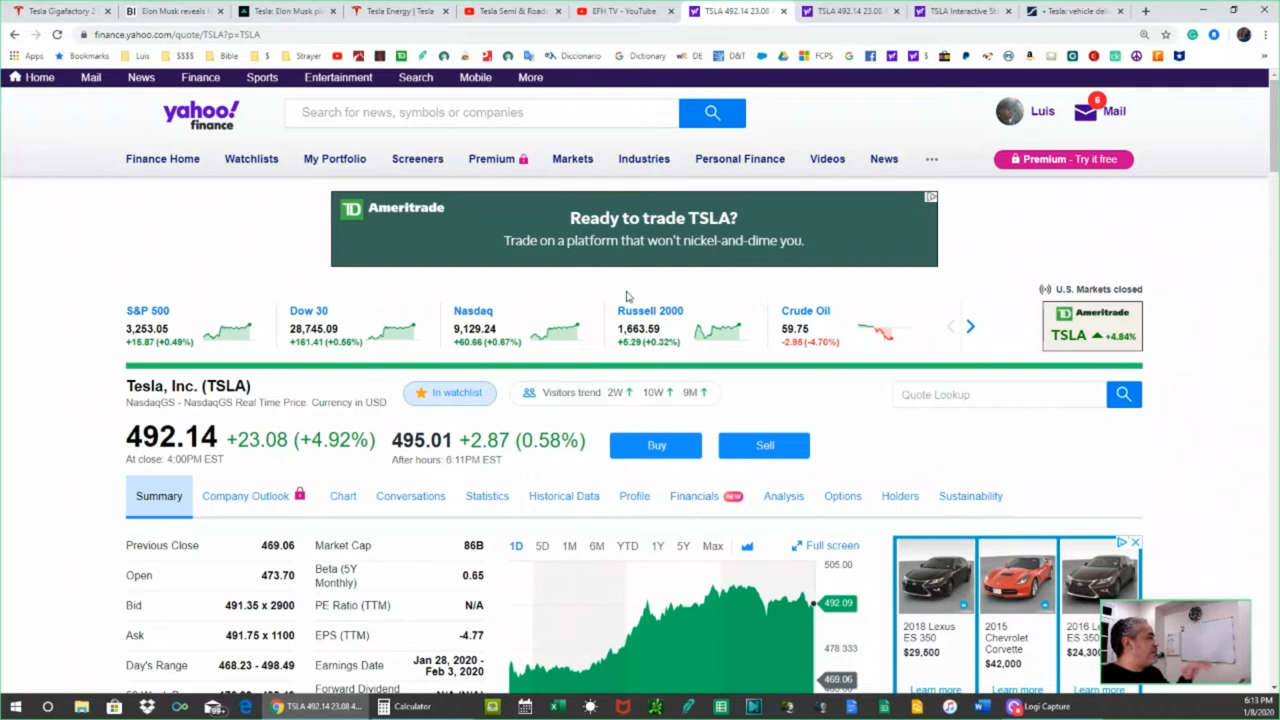 Tesla Gigafactory 2
Elon Musk reveals
Tesla: Elon Musk pl
Tesla Energy | Tesla
Tesla Semi & Roads
EFH TV - YouTube
TSLA 492.14 23.08 4
TSLA 492.14 23.08
TSLA Interactive St
Tesla: vehicle deli
finance.yahoo.com/quote/TSLA?p=TSLA
Apps Bookmarks Luis $$$$ Bible $ Strayer Diccionario Dictionary DE D&T FCPS $
Home Mail News Finance Sports Entertainment Search Mobile More
yahoo!
finance
Search for news, symbols or companies
Luis
6
Mail
Finance Home Watchlists My Portfolio Screeners Premium Markets Industries Personal Finance Videos News ...
Premium - Try it free
TD Ameritrade
Ready to trade TSLA?
Trade on a platform that won't nickel-and-dime you.
U.S. Markets closed
S&P 500
3,253.05
+15.87 (+0.49%)
Dow 30
28,745.09
+161.41 (+0.56%)
Nasdaq
9,129.24
+60.66 (+0.67%)
Russell 2000
1,663.59
+5.29 (+0.32%)
Crude Oil
59.75
-2.95 (-4.70%)
TD Ameritrade
TSLA +4.84%
Tesla, Inc. (TSLA)
NasdaqGS - NasdaqGS Real Time Price. Currency in USD
In watchlist
Visitors trend 2W ↑ 10W ↑ 9M ↑
Quote Lookup
492.14 +23.08 (+4.92%)
At close: 4:00PM EST
495.01 +2.87 (0.58%)
After hours: 6:11PM EST
Buy
Sell
Summary Company Outlook Chart Conversations Statistics Historical Data Profile Financials NEW Analysis Options Holders Sustainability
Previous Close 469.06
Open 473.70
Bid 491.35 x 2900
Ask 491.75 x 1100
Day's Range 468.23 - 498.49
Market Cap 86B
Beta (5Y Monthly) 0.65
PE Ratio (TTM) N/A
EPS (TTM) -4.77
Earnings Date Jan 28, 2020 - Feb 3, 2020
Forward Dividend
1D 5D 1M 6M YTD 1Y 5Y Max
Full screen
505.00
492.09
478.333
469.06
2018 Lexus
ES 350
$29,500
Learn more
2015
Chevrolet
Corvette
$42,000
Learn more
2016 L
ES 35
$24,30
Learn more
TSLA 492.14 23.08 4...
Calculator
Logi Capture
6:13 PM
1/8/2020